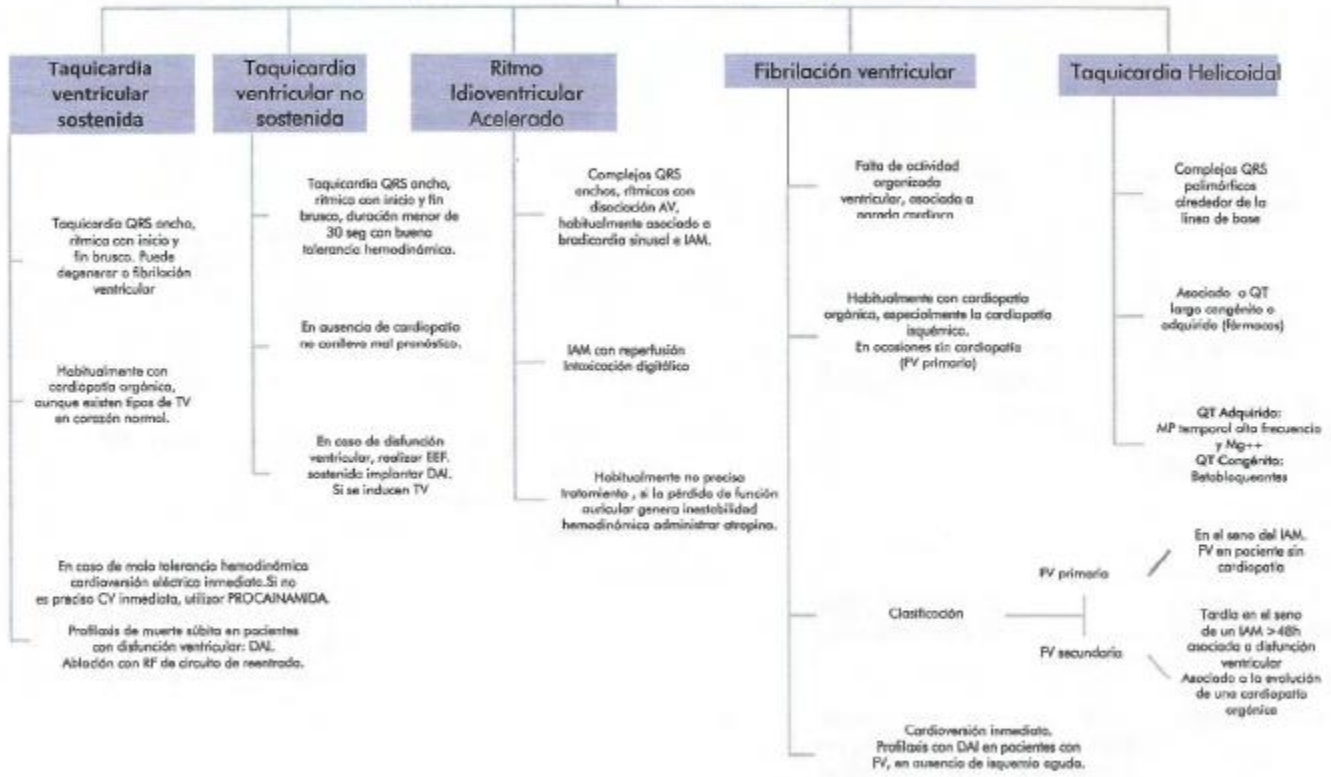 Taquicardia
ventricular
sostenida
Taquicardia QRS ancho,
rítmica con inicio y
fin brusco. Puede
degenerar a fibrilación
ventricular
Habitualmente con
cardiopatía orgánica,
aunque existen tipos de TV
en corazón normal.
En caso de mala tolerancia hemodinámica
cardioversión eléctrica inmediata.Si no
es preciso CV inmediata, utilizar PROCAINAMIDA.
Profilaxis de muerte súbita en pacientes
con disfunción ventricular: DAI.
Ablación con RF de circuito de reentrada.
Taquicardia
ventricular no
sostenida
Taquicardia QRS ancho,
rítmica con inicio y fin
brusco, duración menor de
30 seg con buena
tolerancia hemodinámica.
En ausencia de cardiopatía
no conlleva mal pronóstico.
En caso de disfunción
ventricular, realizar EEF.
sostenida implantar DAI.
Si se inducen TV
Ritmo
Idioventricular
Acelerado
Complejos QRS
anchos, rítmicos con
disociación AV,
habitualmente asociado a
bradicardia sinusal e IAM.
IAM con reperfusión
Intoxicación digitálica
Habitualmente no precisa
tratamiento , si la pérdida de función
auricular genera inestabilidad
hemodinámica administrar atropina.
Fibrilación ventricular
Falta de actividad
organizada
ventricular, asociada a
parada cardiaca
Habitualmente con cardiopatía
orgánica, especialmente la cardiopatía
isquémica.
En ocasiones sin cardiopatía
(FV primaria)
Clasificación
FV primaria
En el seno del IAM.
FV en paciente sin
cardiopatía
FV secundaria
Tardía en el seno
de un IAM >48h
asociada a disfunción
ventricular
Asociado a la evolución
de una cardiopatía
orgánica
Cardioversión inmediata.
Profilaxis con DAI en pacientes con
FV, en ausencia de isquemia aguda.
Taquicardia Helicoidal
Complejos QRS
polimórficos
alrededor de la
línea de base
Asociado a QT
largo congénito o
adquirido (fármacos)
QT Adquirido:
MP temporal alta frecuencia
y Mg++
QT Congénito:
Betabloqueantes